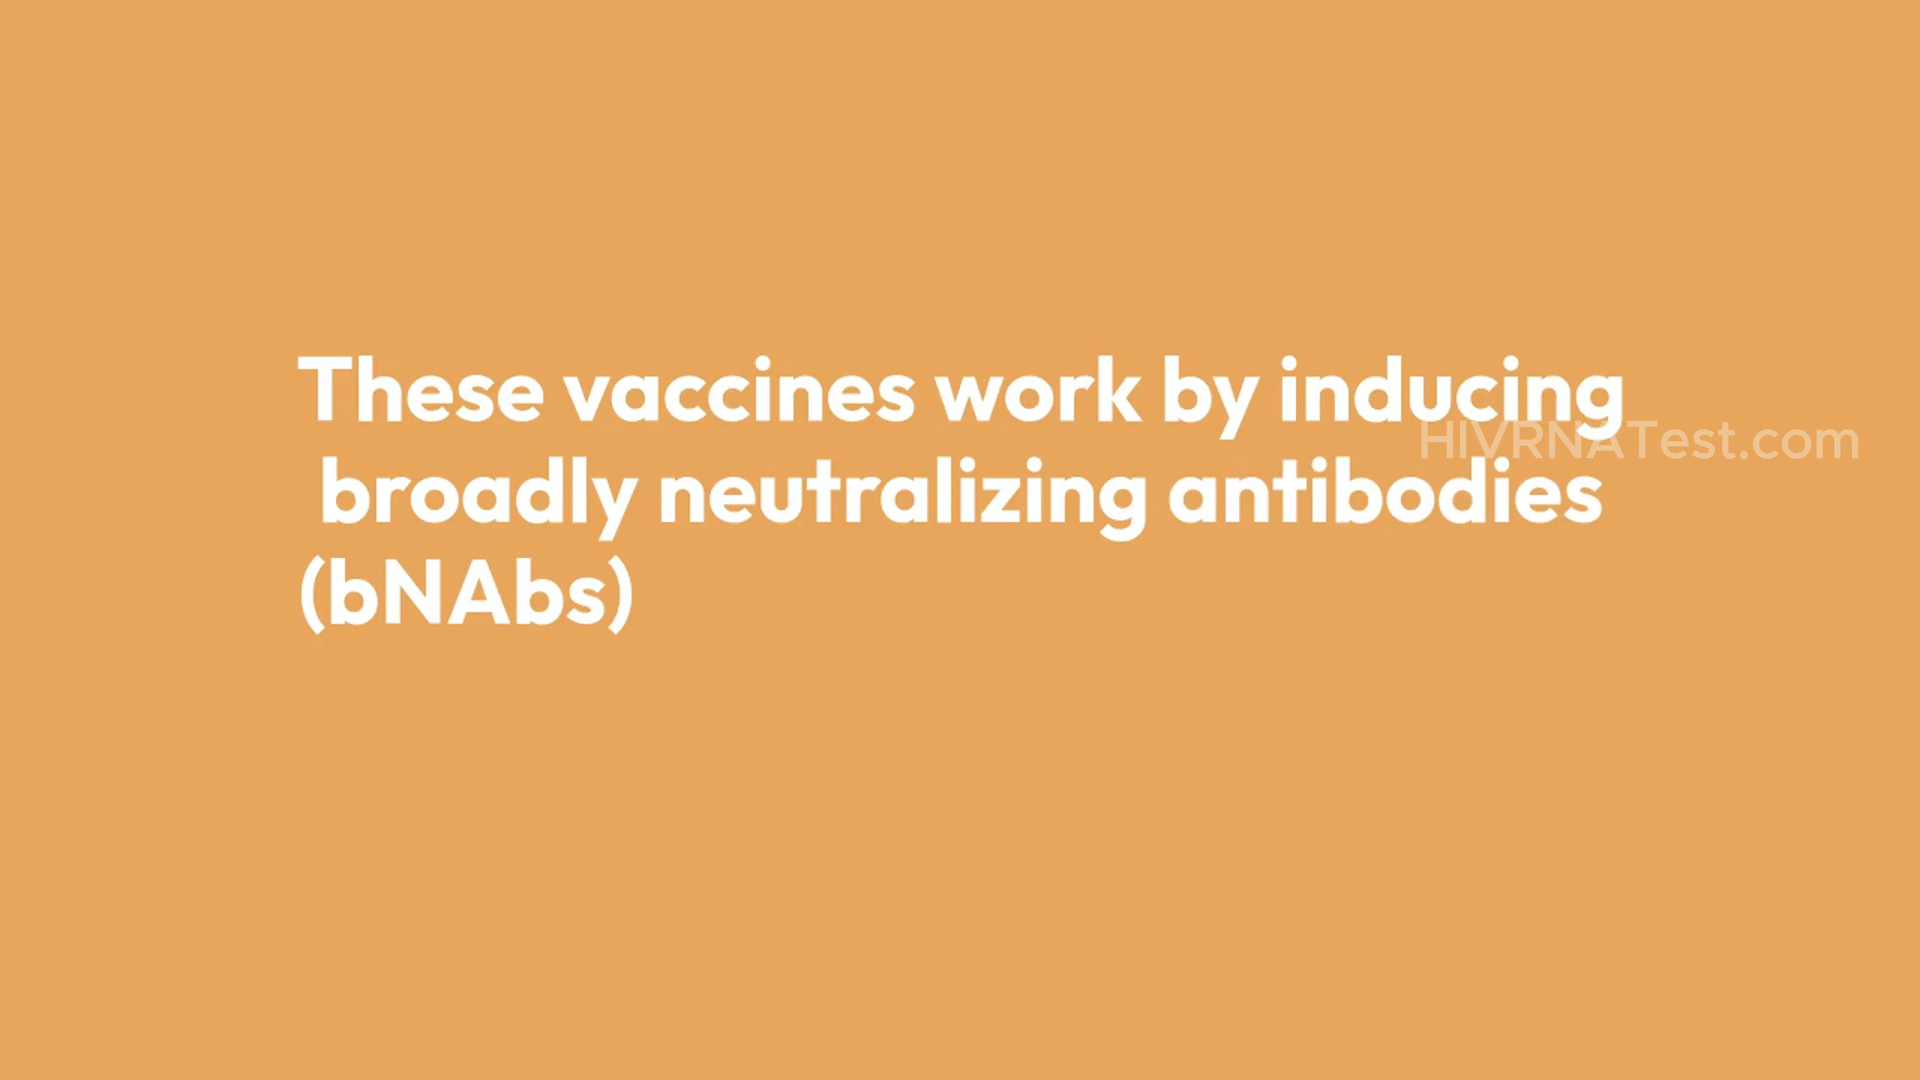 These vaccines work by inducing
HIVRNATest.com
broadly neutralizing antibodies
(bNAbs)